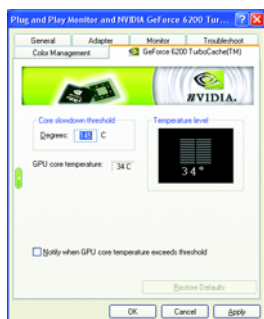 Plug and Play Monitor and NVIDIA GeForce 6200 Tur...
General Adapter Monitor Troubleshoot
Color Management GeForce 6200 TurboCache(TM)
NVIDIA.
Core slowdown threshold
Degrees: 145 C
GPU core temperature: 34 C
Temperature level
34°
Notify when GPU core temperature exceeds threshold
Restore Defaults
OK Cancel Apply